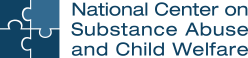 National Center on
Substance Abuse
and Child Welfare